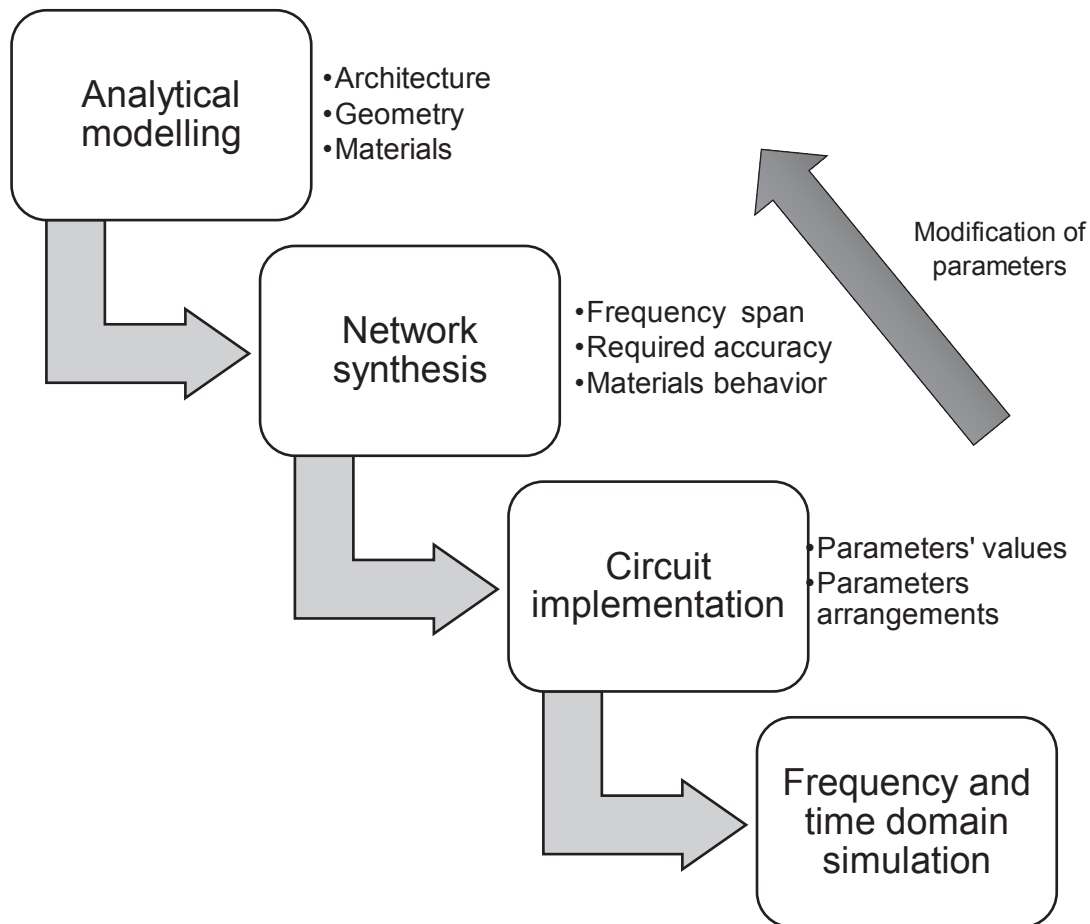 Analytical
modelling
•Architecture
•Geometry
•Materials
Modification of
parameters
Network
synthesis
•Frequency span
•Required accuracy
•Materials behavior
Circuit
implementation
•Parameters' values
•Parameters
arrangements
Frequency and
time domain
simulation